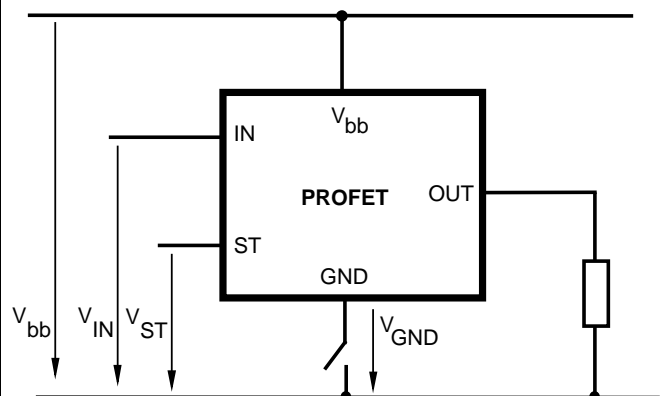 V bb
IN
PROFET
OUT
ST
GND
V bb
V IN
V ST
V GND